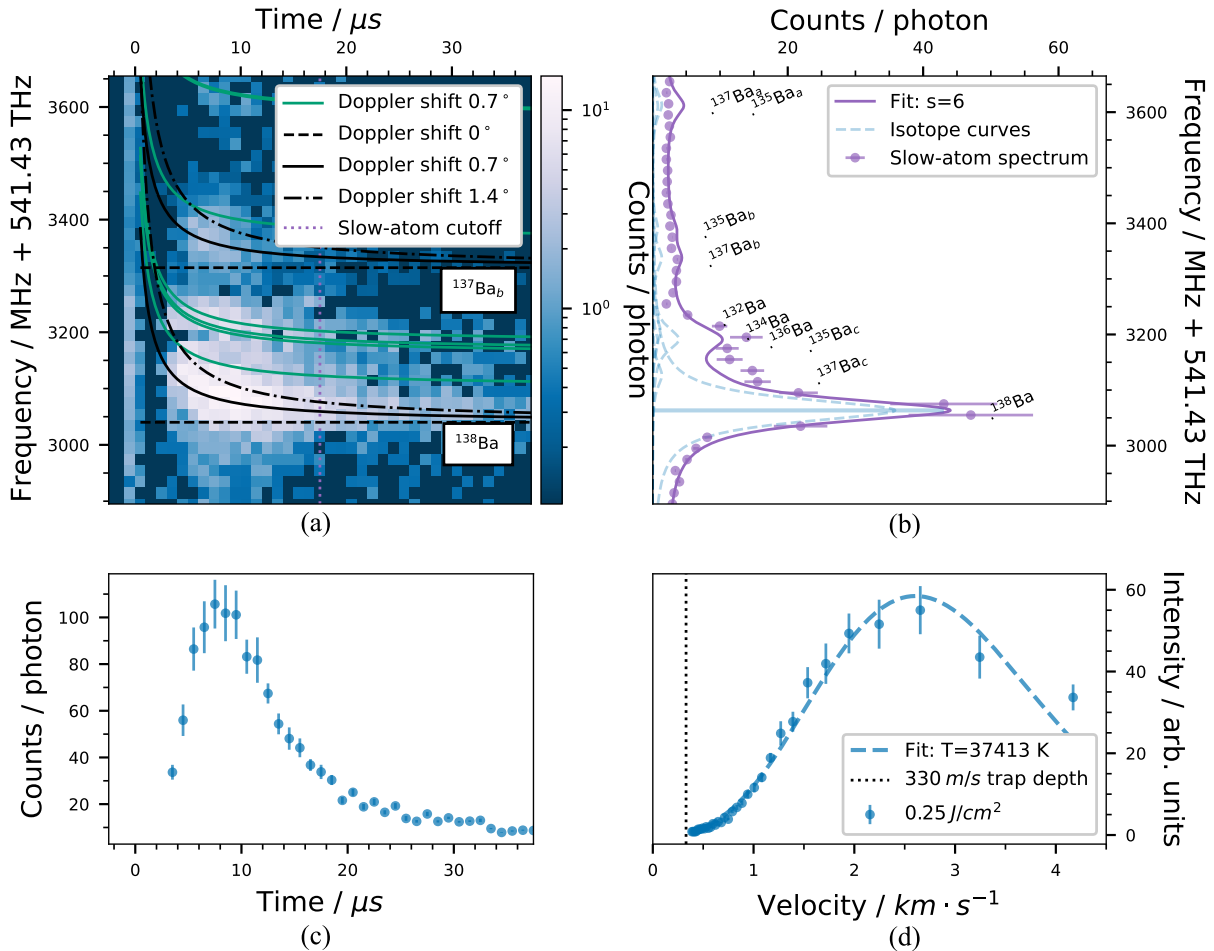 Time / μs
0 10 20 30
Frequency / MHz + 541.43 THz
3600
3400
3200
3000
Doppler shift 0.7°
Doppler shift 0°
Doppler shift 0.7°
Doppler shift 1.4°
Slow-atom cutoff
¹³⁷Ba_b
¹³⁸Ba
10¹
10⁰
Counts / photon
(a)
Counts / photon
20 40 60
Fit: s=6
Isotope curves
Slow-atom spectrum
¹³⁷Ba_a
¹³⁵Ba_a
¹³⁵Ba_b
¹³⁷Ba_b
¹³²Ba
¹³⁴Ba
¹³⁶Ba
¹³⁵Ba_c
¹³⁷Ba_c
¹³⁸Ba
3600
3400
3200
3000
Frequency / MHz + 541.43 THz
(b)
Counts / photon
100
80
60
40
20
0 10 20 30
Time / μs
(c)
60
40
20
0
Intensity / arb. units
Fit: T=37413 K
330 m/s trap depth
0.25 J/cm²
0 1 2 3 4
Velocity / km · s⁻¹
(d)